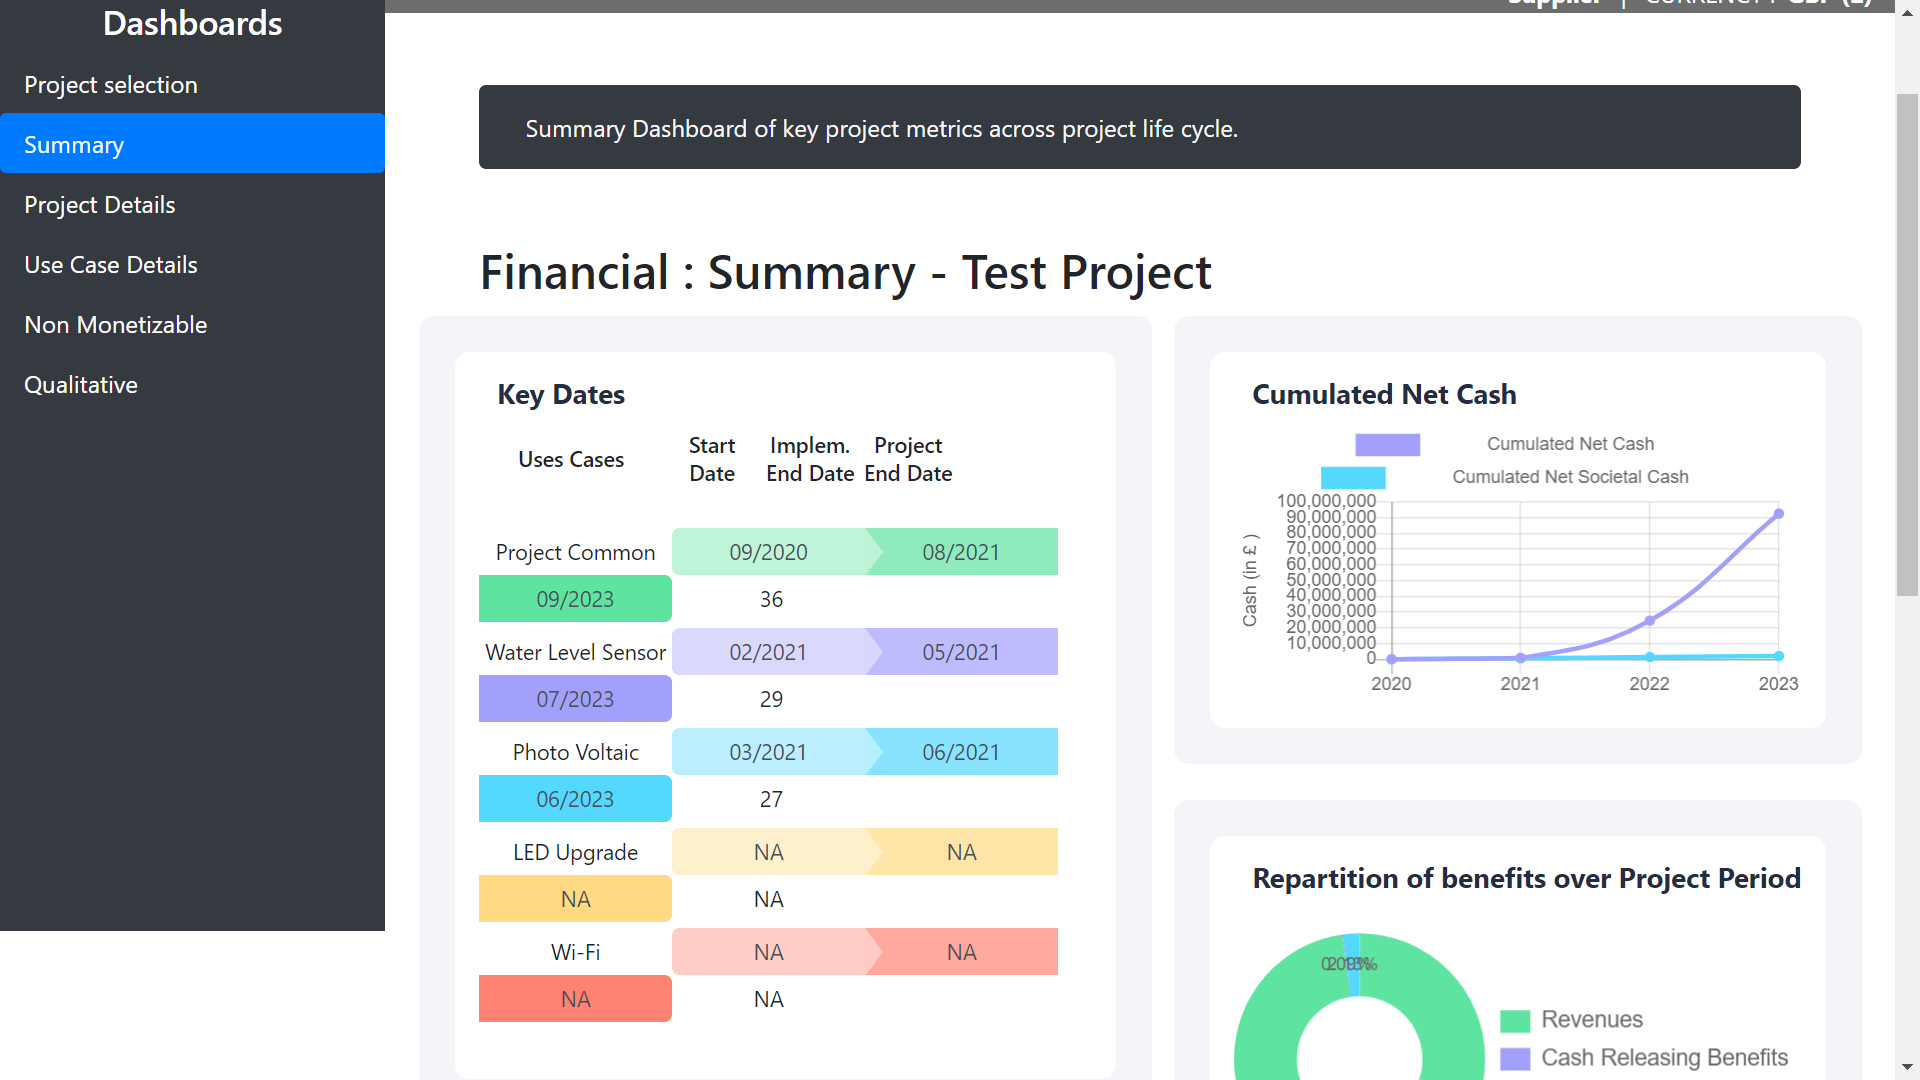 Dashboards
Project selection
Summary
Project Details
Use Case Details
Non Monetizable
Qualitative
Supplier | CURRENCY : GBP (£)
Summary Dashboard of key project metrics across project life cycle.
Financial : Summary - Test Project
Key Dates
Uses Cases
Start Date
Implem. End Date
Project End Date
Project Common 09/2020 08/2021
09/2023 36
Water Level Sensor 02/2021 05/2021
07/2023 29
Photo Voltaic 03/2021 06/2021
06/2023 27
LED Upgrade NA NA
NA NA
Wi-Fi NA NA
NA NA
Cumulated Net Cash
Cumulated Net Cash
Cumulated Net Societal Cash
Cash (in £ )
100,000,000
90,000,000
80,000,000
70,000,000
60,000,000
50,000,000
40,000,000
30,000,000
20,000,000
10,000,000
0
2020 2021 2022 2023
Repartition of benefits over Project Period
Revenues
Cash Releasing Benefits